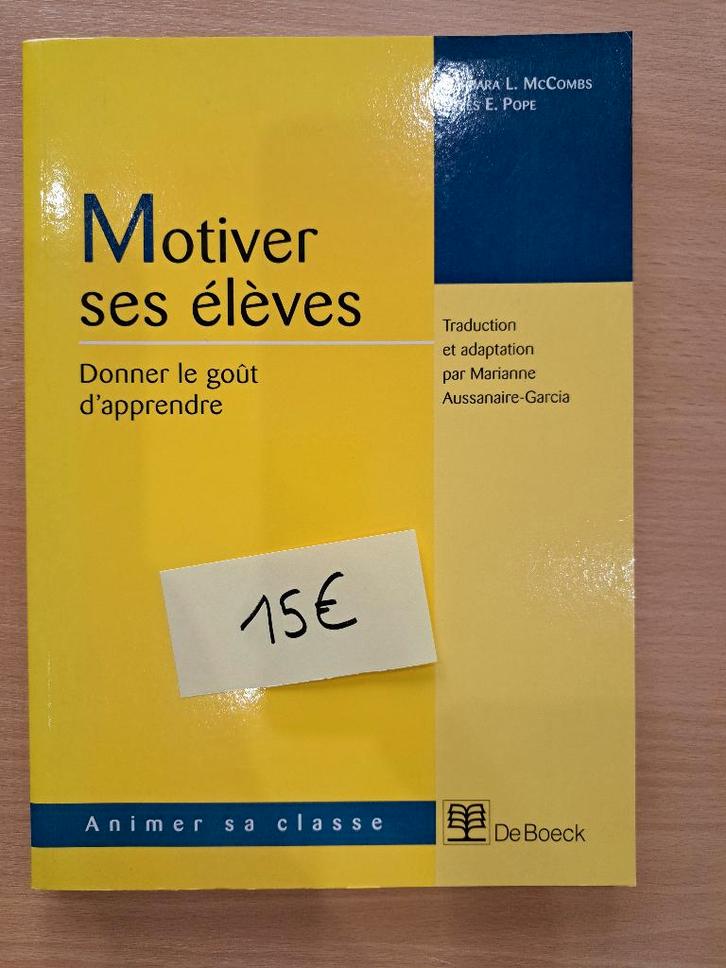 L. McCombs
E. Pope
Motiver
ses élèves
Donner le goût
d'apprendre
Traduction
et adaptation
par Marianne
Aussanaire-Garcia
15€
Animer sa classe
De Boeck